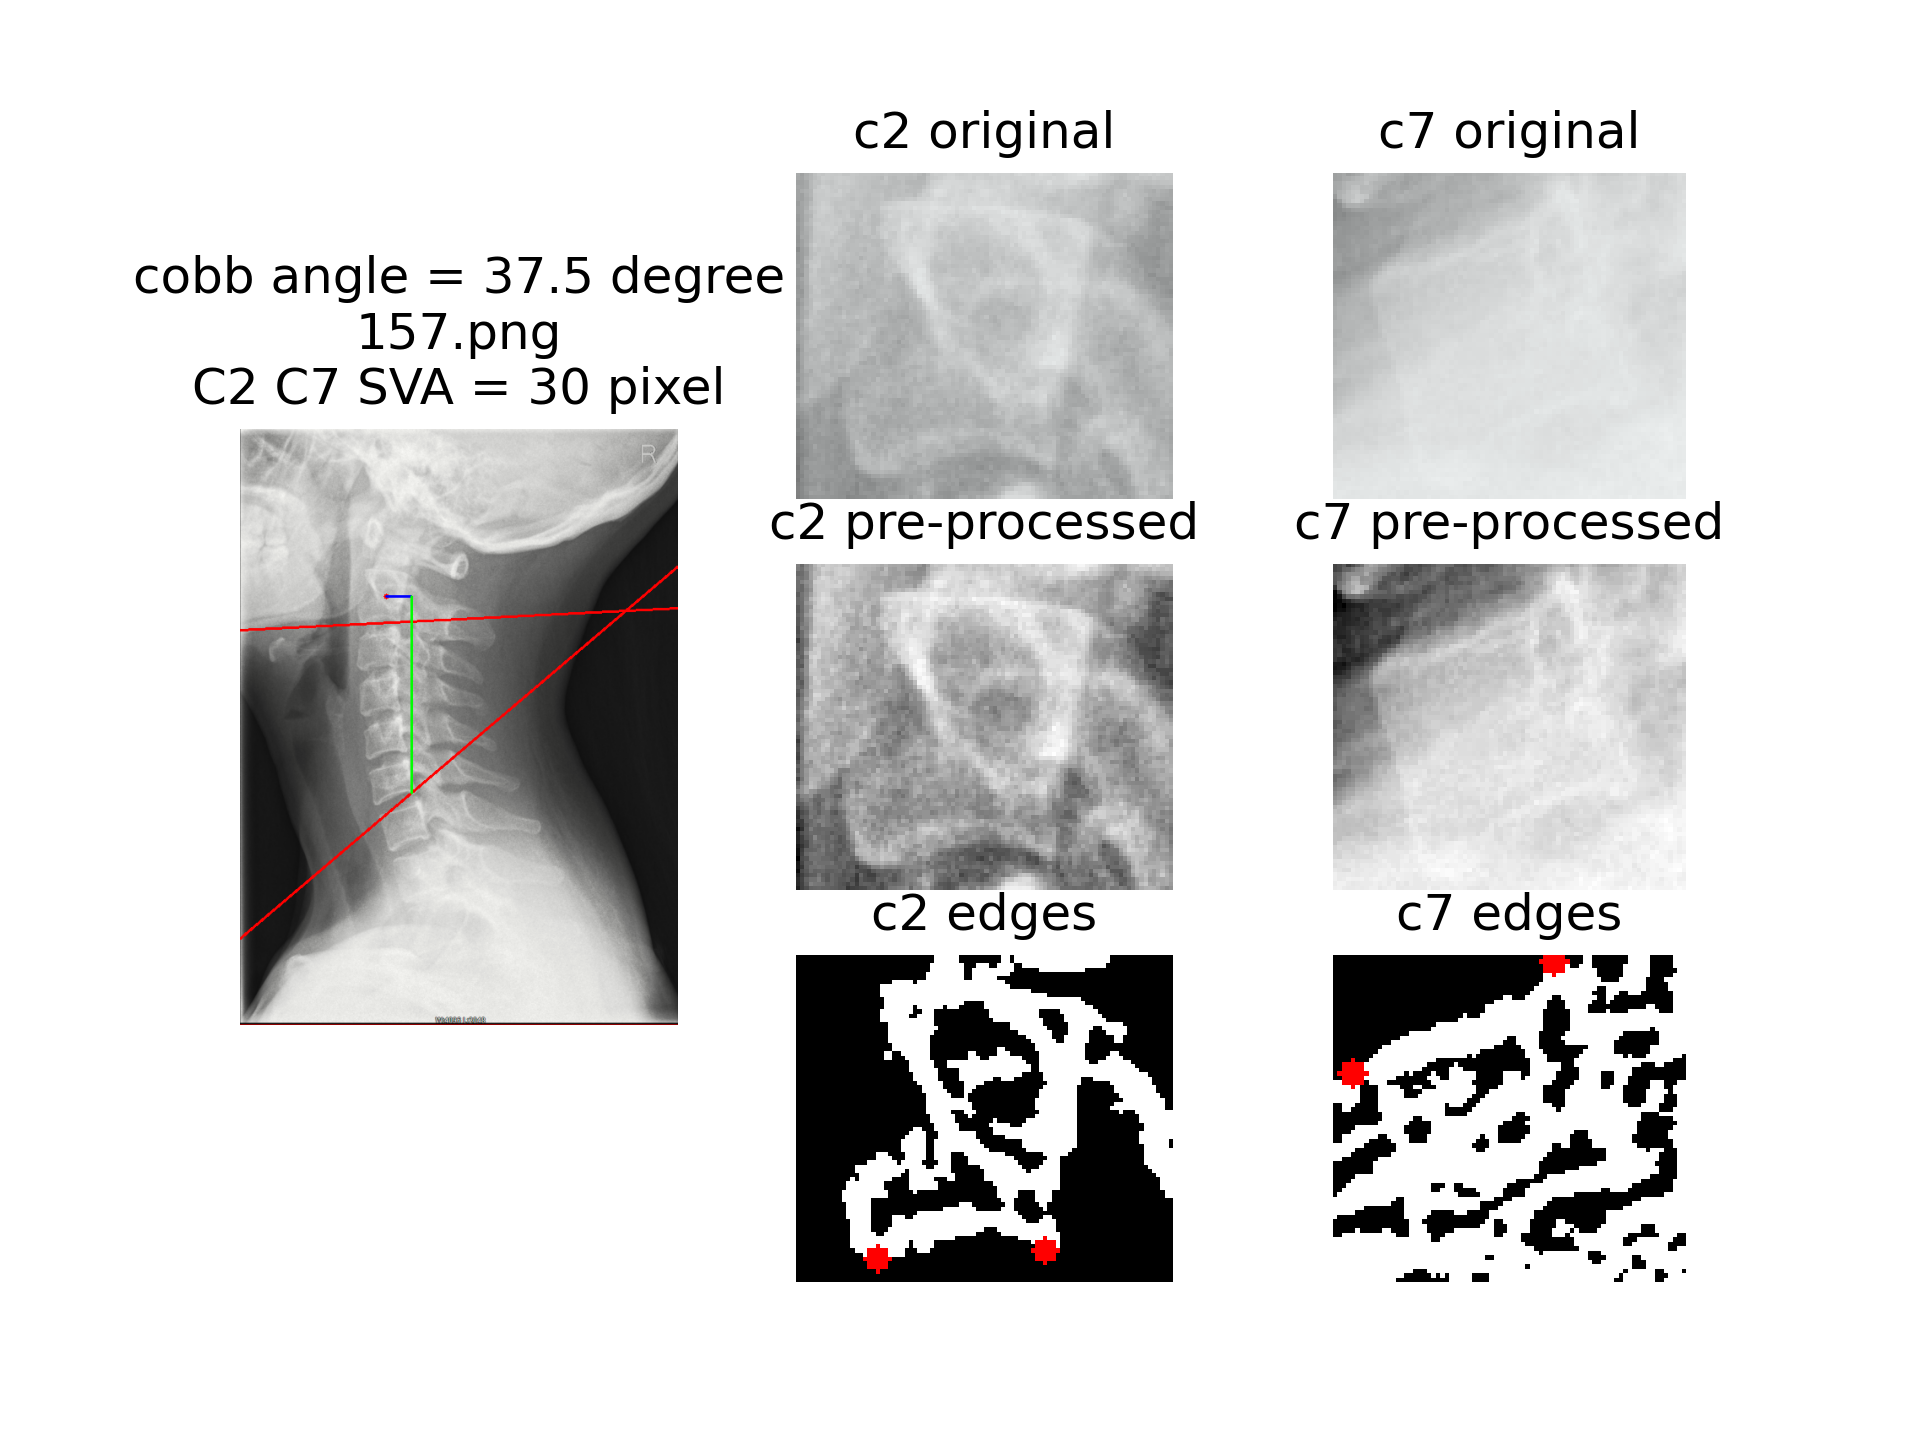 cobb angle = 37.5 degree
157.png
C2 C7 SVA = 30 pixel
R
c2 original
c7 original
c2 pre-processed
c7 pre-processed
c2 edges
c7 edges